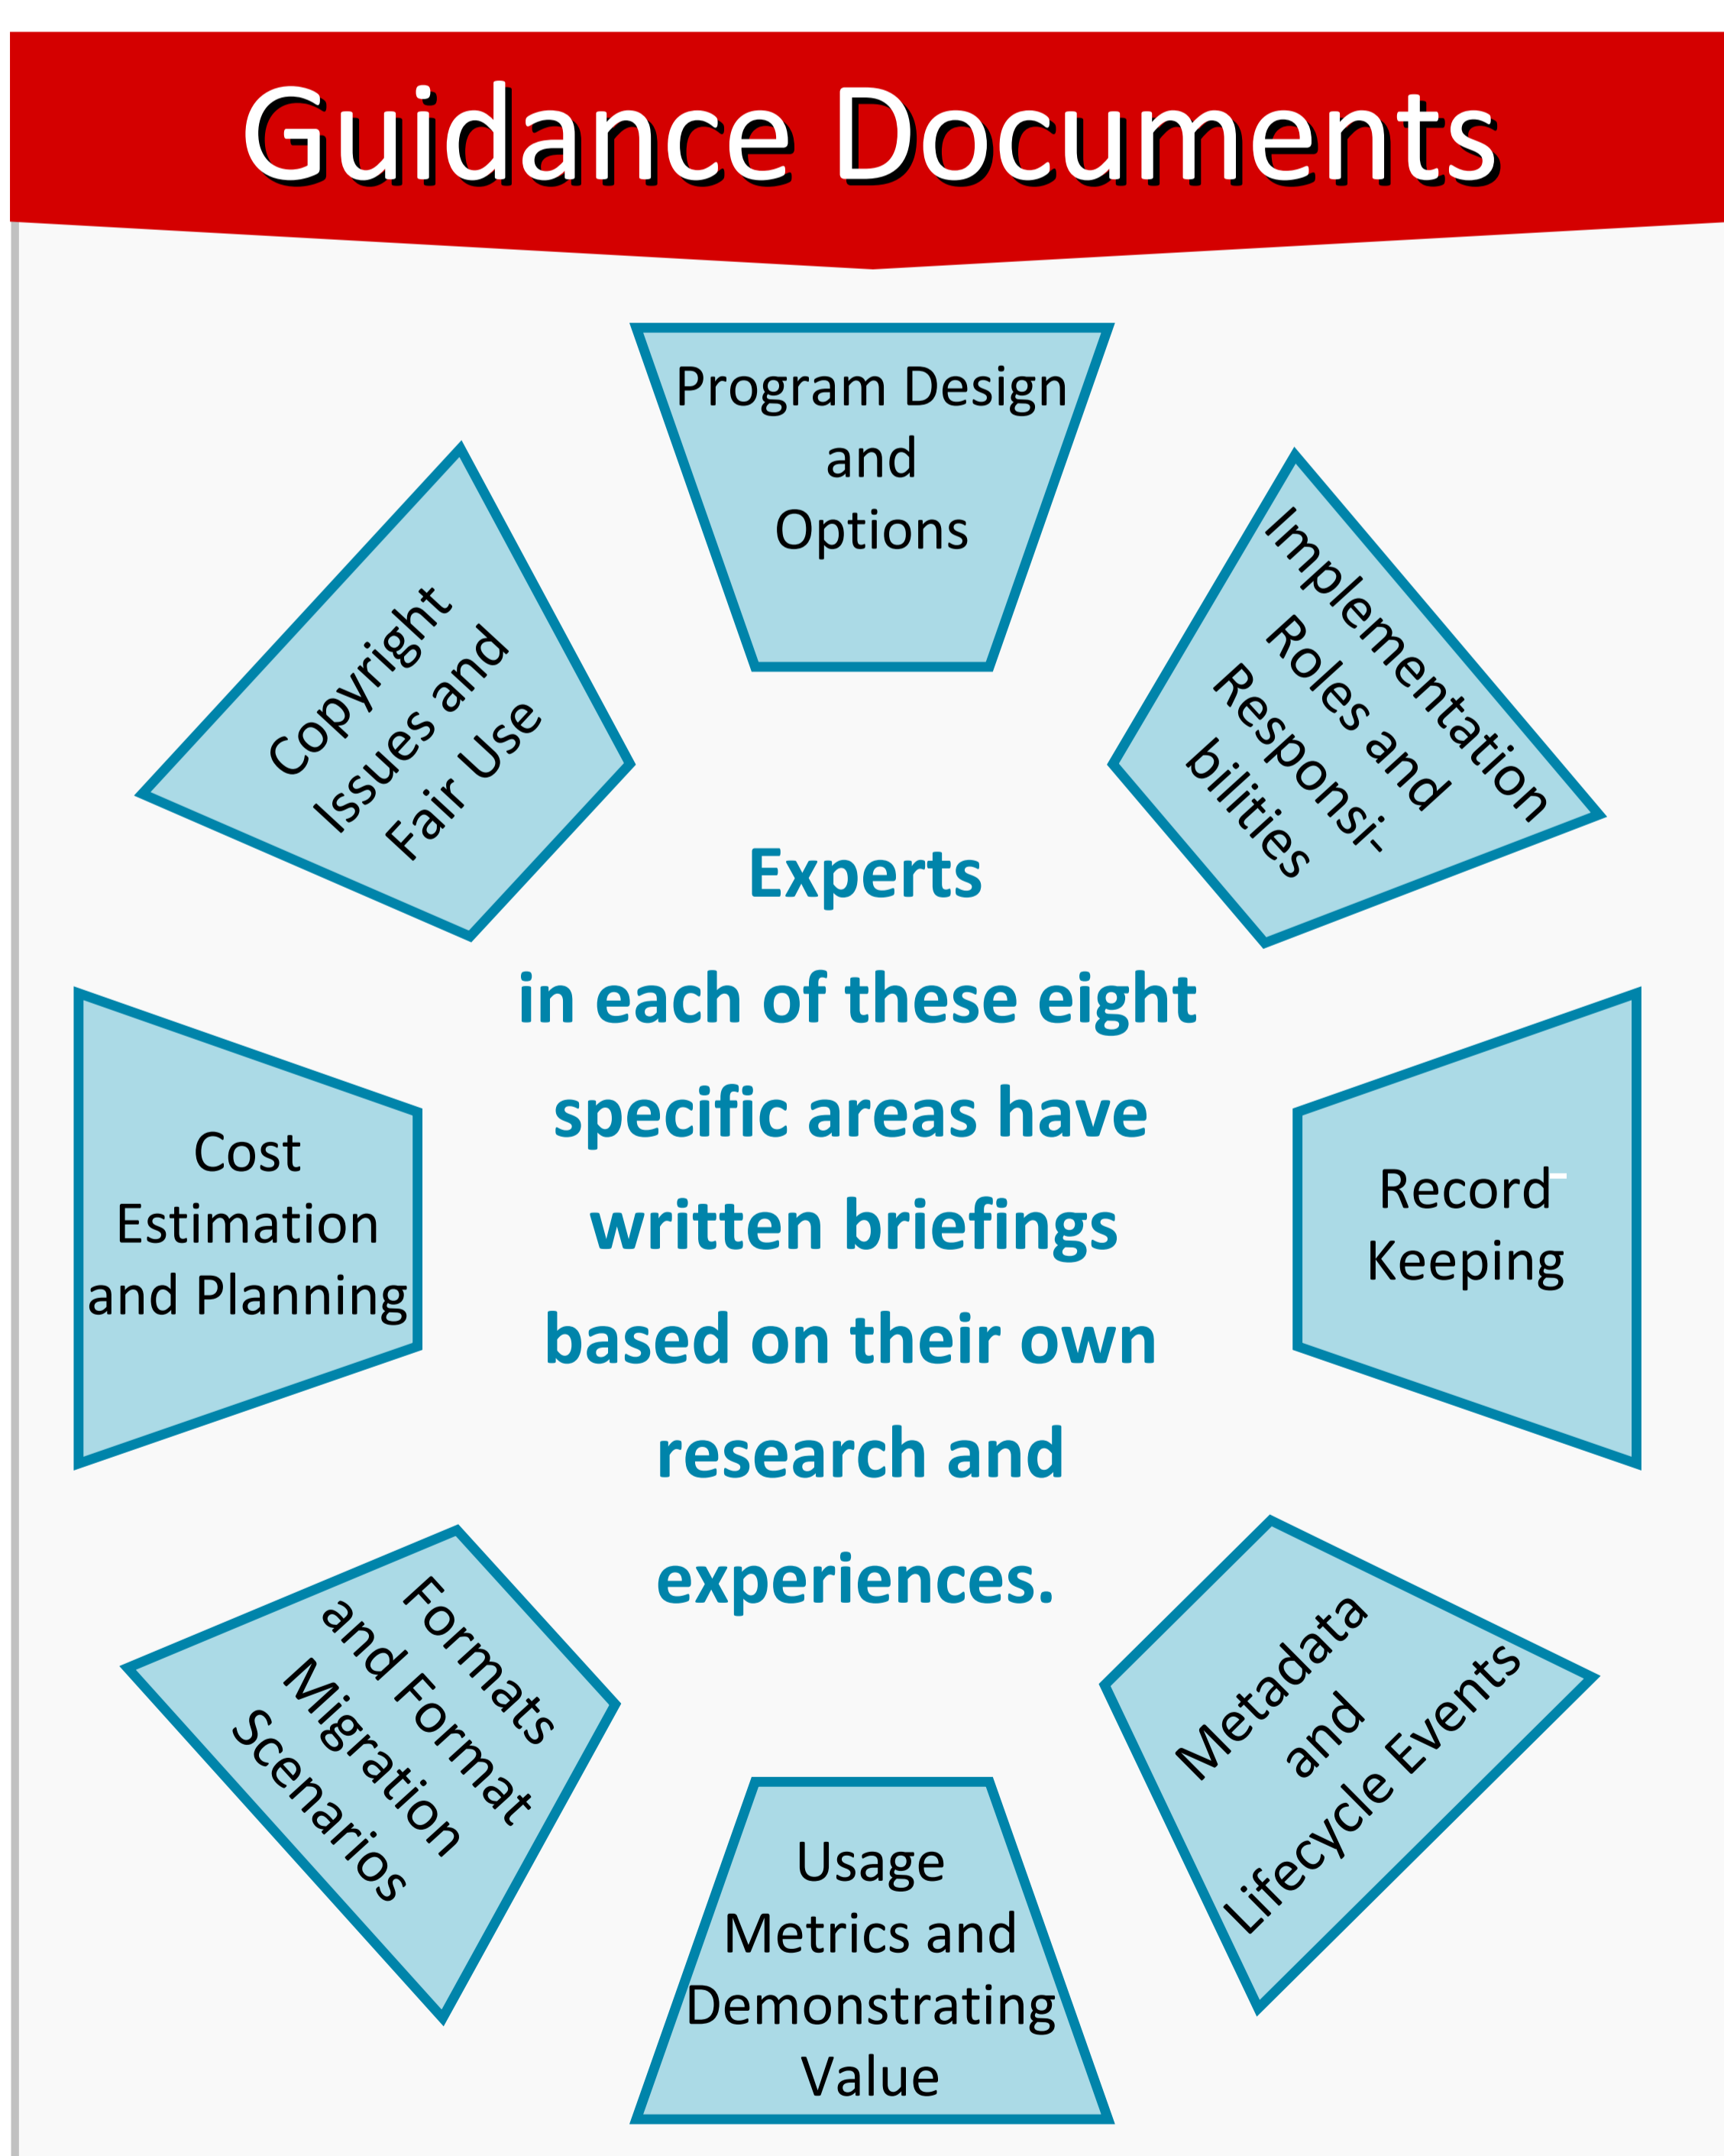 Guidance Documents
Program Design
and
Options
Implementation
Roles and
Responsi-
bilities
Record
Keeping
Metadata
and
Lifecycle Events
Usage
Metrics and
Demonstrating
Value
Formats
and Format
Migration
Scenarios
Cost
Estimation
and Planning
Copyright
Issues and
Fair Use
Experts
in each of these eight
specific areas have
written briefings
based on their own
research and
experiences.